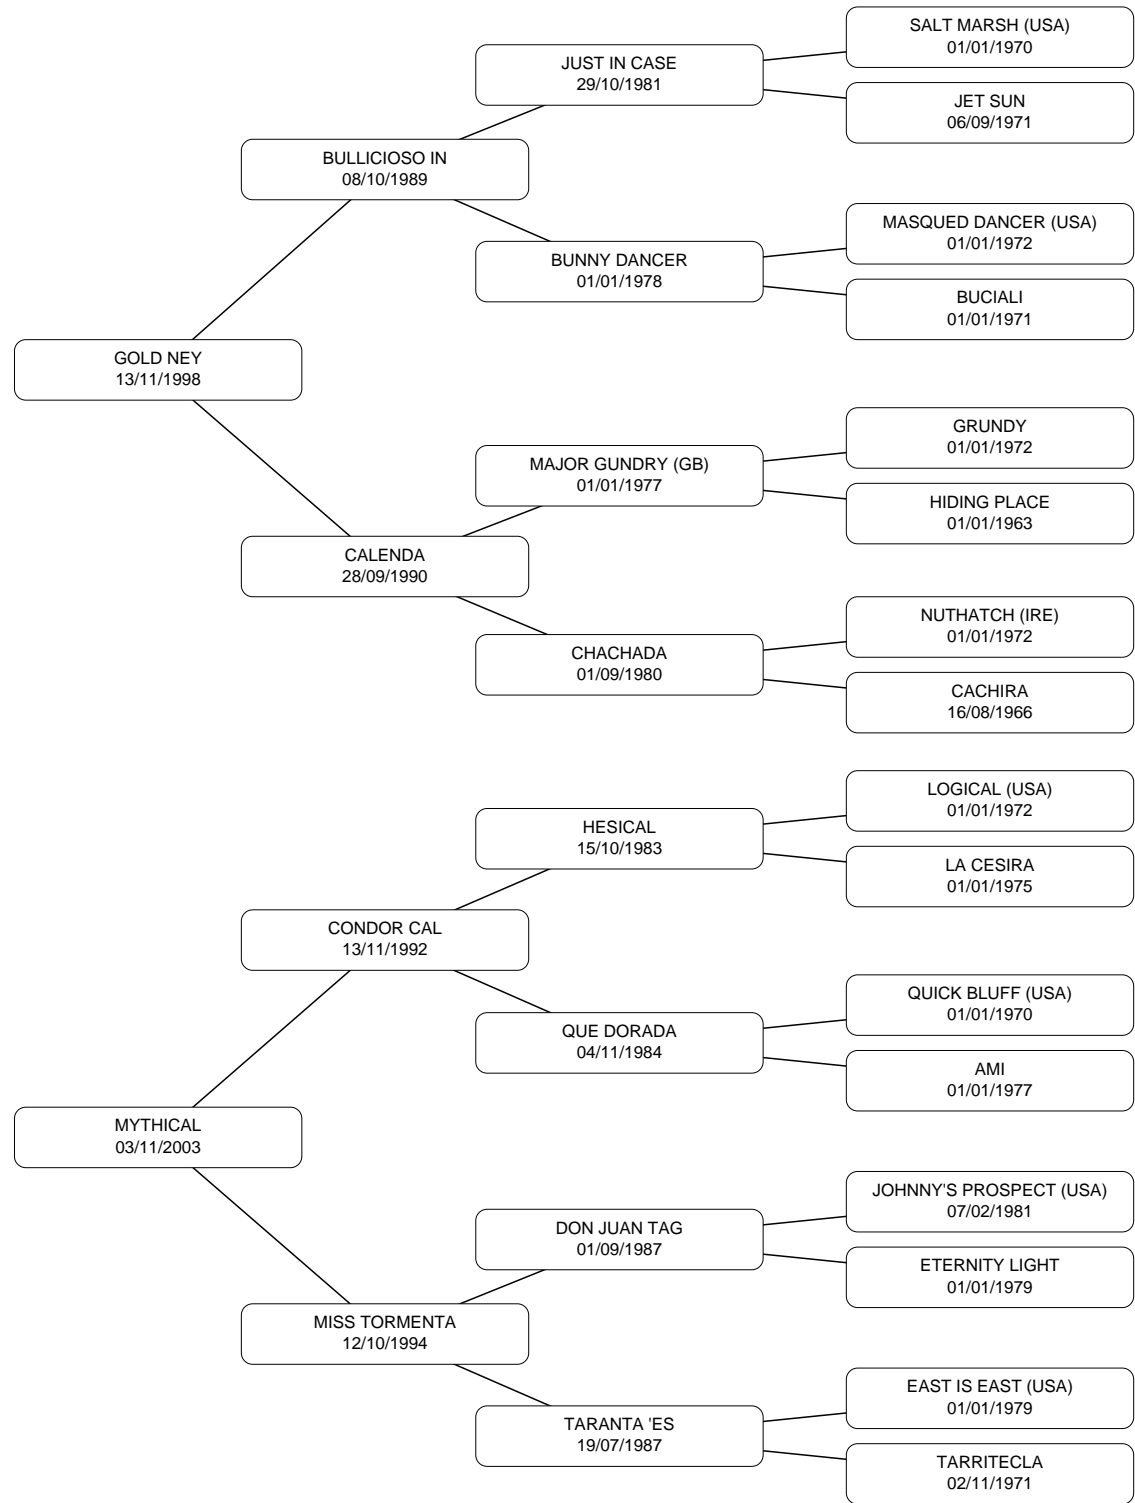 SALT MARSH (USA)
01/01/1970
JUST IN CASE
29/10/1981
JET SUN
06/09/1971
BULLICIOSO IN
08/10/1989
MASQUED DANCER (USA)
01/01/1972
BUNNY DANCER
01/01/1978
BUCIALI
01/01/1971
GOLD NEY
13/11/1998
GRUNDY
01/01/1972
MAJOR GUNDRY (GB)
01/01/1977
HIDING PLACE
01/01/1963
CALENDA
28/09/1990
NUTHATCH (IRE)
01/01/1972
CHACHADA
01/09/1980
CACHIRA
16/08/1966
LOGICAL (USA)
01/01/1972
HESICAL
15/10/1983
LA CESIRA
01/01/1975
CONDOR CAL
13/11/1992
QUICK BLUFF (USA)
01/01/1970
QUE DORADA
04/11/1984
AMI
01/01/1977
MYTHICAL
03/11/2003
JOHNNY'S PROSPECT (USA)
07/02/1981
DON JUAN TAG
01/09/1987
ETERNITY LIGHT
01/01/1979
MISS TORMENTA
12/10/1994
EAST IS EAST (USA)
01/01/1979
TARANTA 'ES
19/07/1987
TARRITECLA
02/11/1971